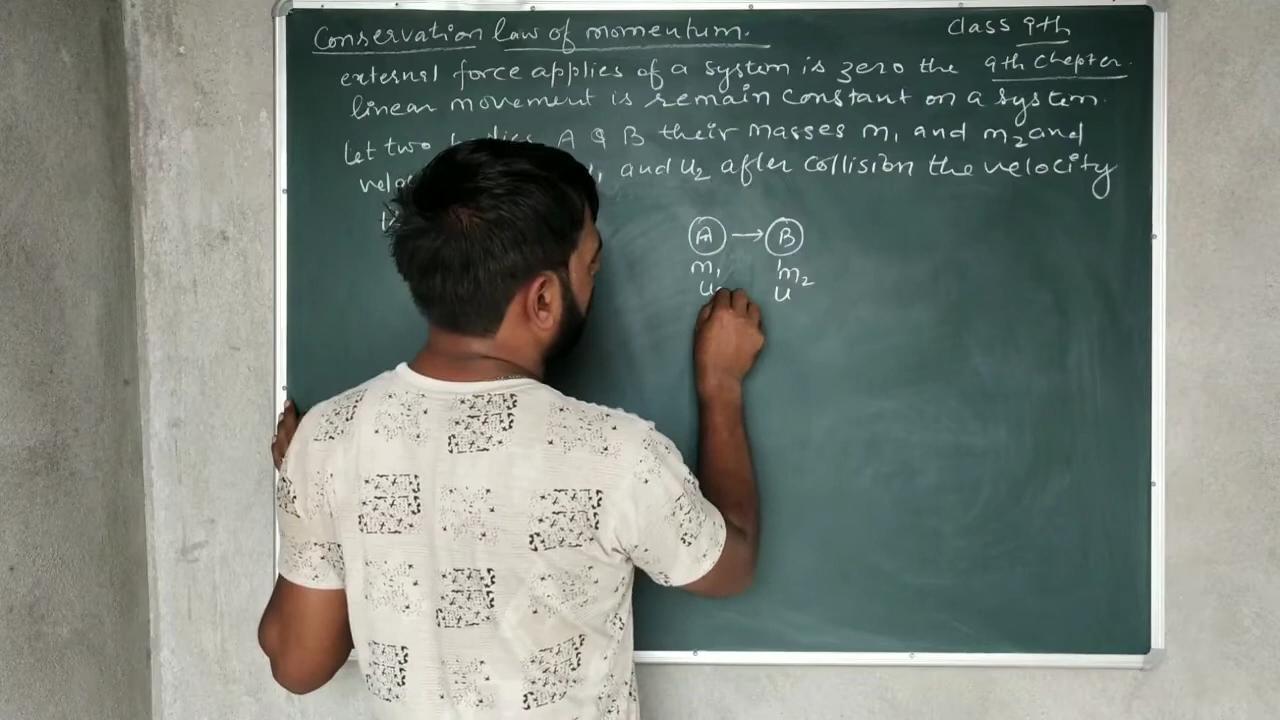 Conservation law of momentum.
class 9th
external force applies of a system is zero the 9th Chepter.
linear movement is remain constant on a system.
let two A & B their masses m₁ and m₂ and
and u₂ after collision the velocity
A → B
m₁ m₂
u u